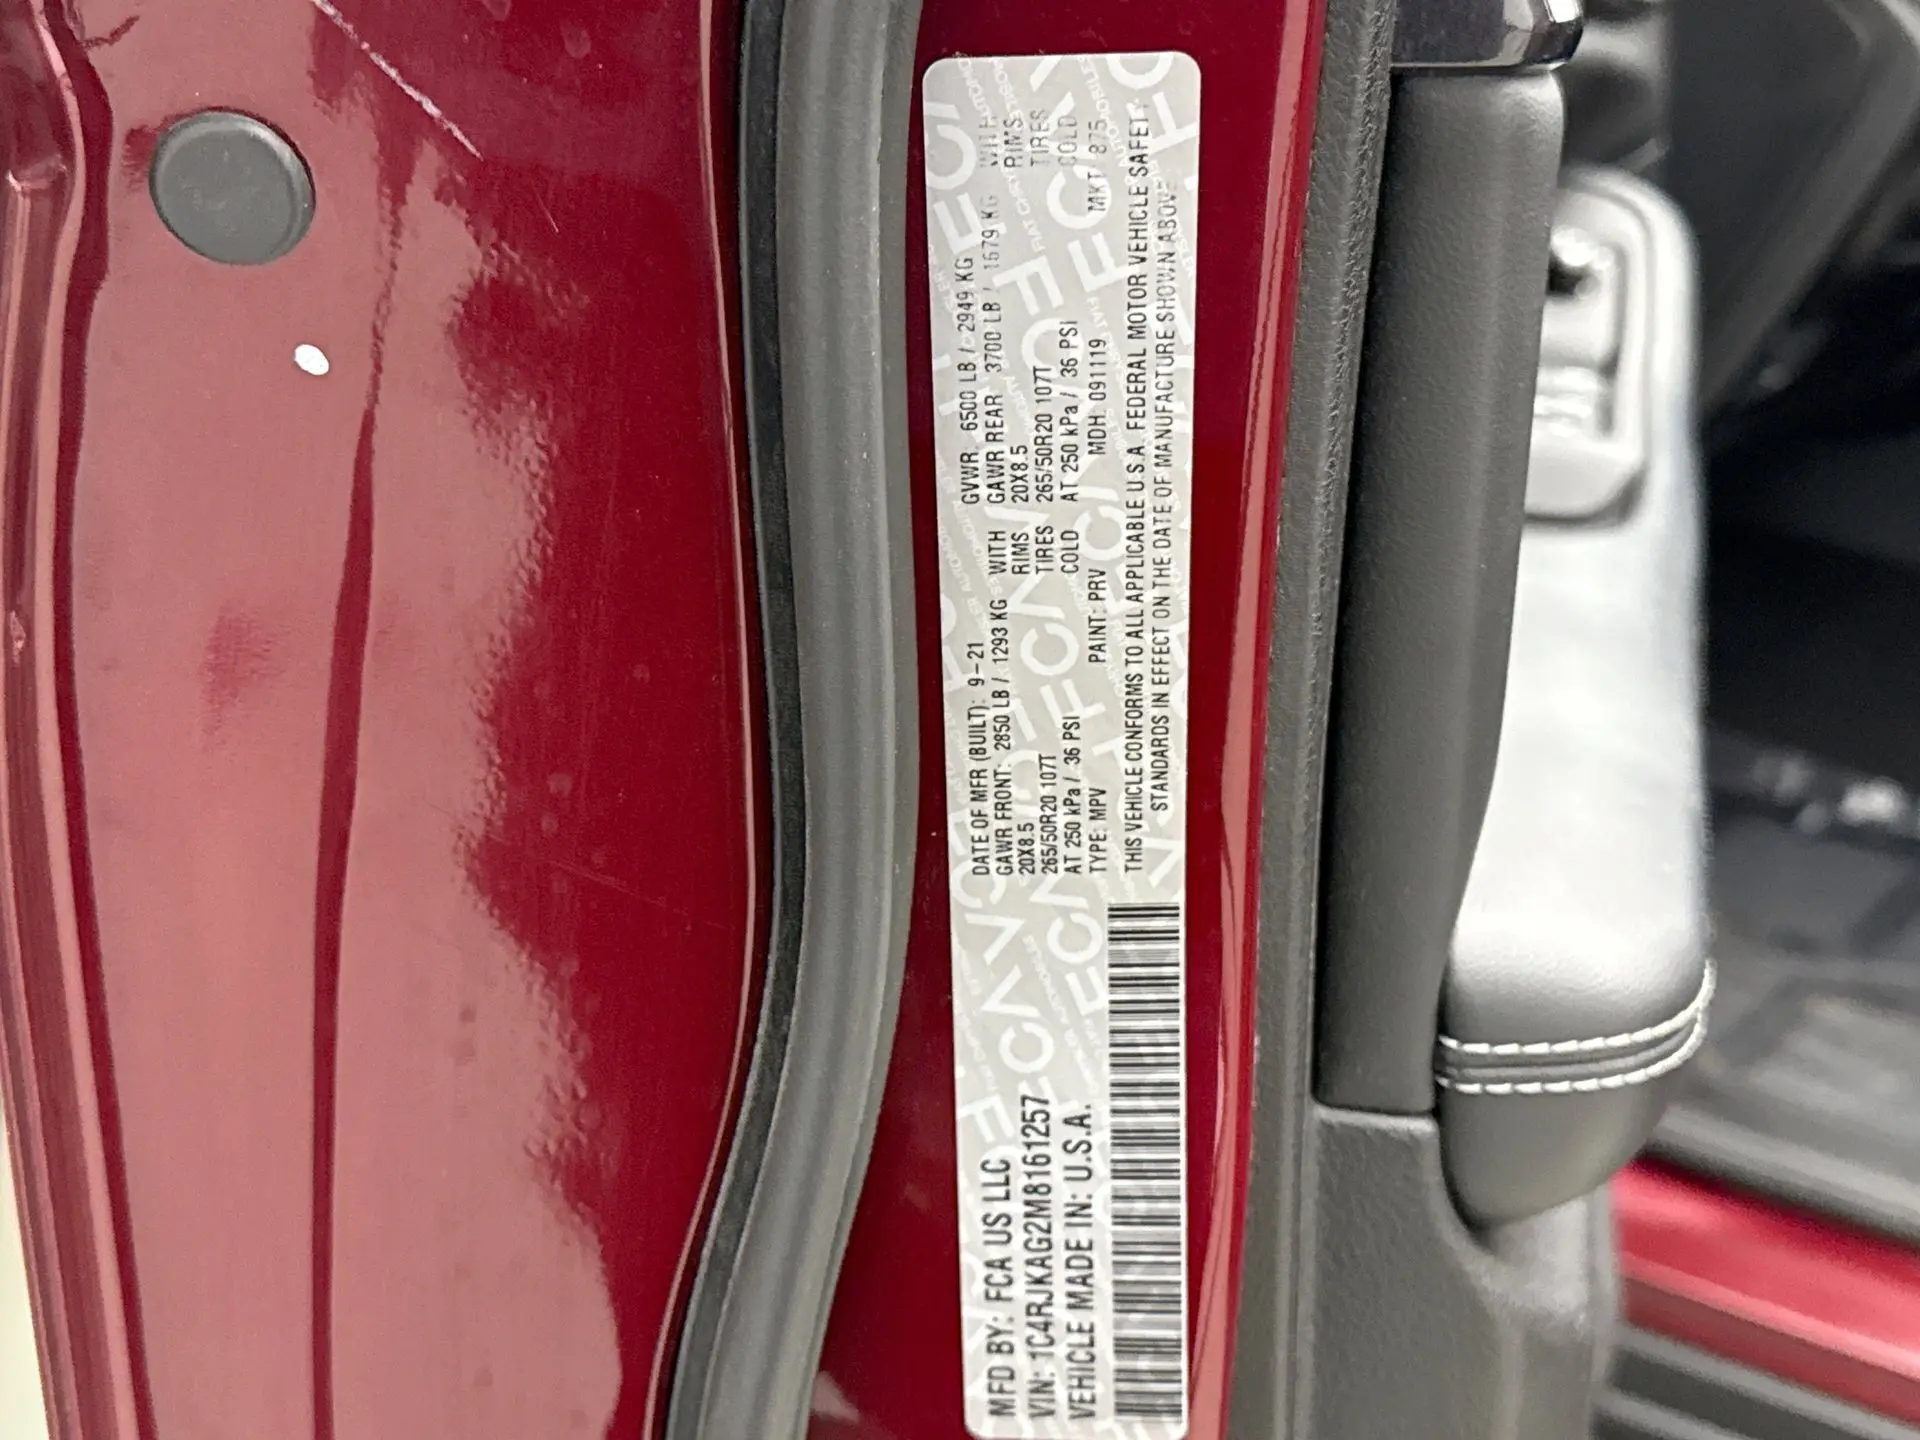 MFD BY: FCA US LLC
VIN: 1C4RJKAG2M8161257
VEHICLE MADE IN: U.S.A.
DATE OF MFR (BUILT): 9-21 GVWR: 6500 LB / 2949 KG
GAWR FRONT: 2850 LB / 1293 KG WITH GAWR REAR 3700 LB / 1679 KG WITH
20X8.5 RIMS 20X8.5 RIMS
265/50R20 107T TIRES 265/50R20 107T TIRES
AT 250 kPa / 36 PSI COLD AT 250 kPa / 36 PSI COLD
TYPE: MPV PAINT: PRV MDH: 091119 MKT/ 875
THIS VEHICLE CONFORMS TO ALL APPLICABLE U.S.A. FEDERAL MOTOR VEHICLE SAFETY
STANDARDS IN EFFECT ON THE DATE OF MANUFACTURE SHOWN ABOVE